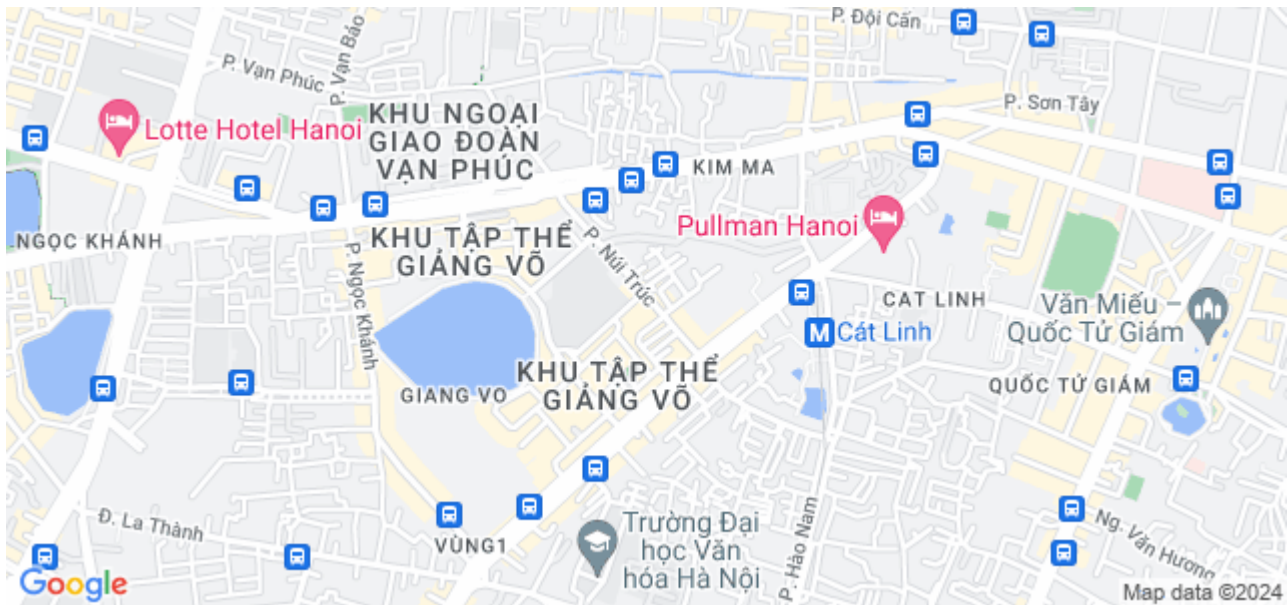 P. Đội Cấn
P. Vạn Bảo
P. Vạn Phúc
P. Sơn Tây
Lotte Hotel Hanoi
KHU NGOẠI
GIAO ĐOÀN
VẠN PHÚC
KIM MA
Pullman Hanoi
NGỌC KHÁNH
KHU TẬP THỂ
GIẢNG VÕ
P. Núi Trúc
P. Ngọc Khánh
CAT LINH
Văn Miếu –
Quốc Tử Giám
M
Cát Linh
KHU TẬP THỂ
GIẢNG VÕ
GIANG VO
QUỐC TỬ GIÁM
Đ. La Thành
VÙNG1
Trường Đại
học Văn
hóa Hà Nội
P. Hào Nam
Ng. Văn Hương
Google
Map data ©2024